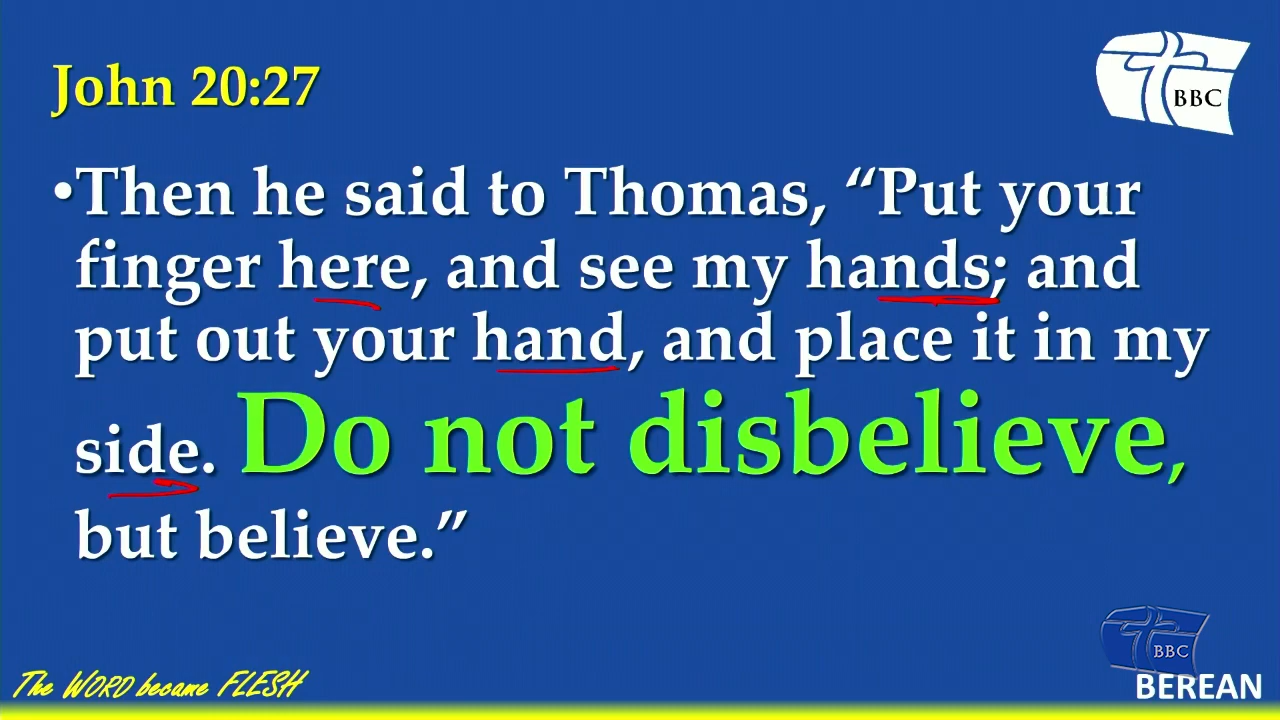 John 20:27
BBC
•Then he said to Thomas, “Put your
finger here, and see my hands; and
put out your hand, and place it in my
side. Do not disbelieve,
but believe.”
BBC
The WORD became FLESH
BEREAN